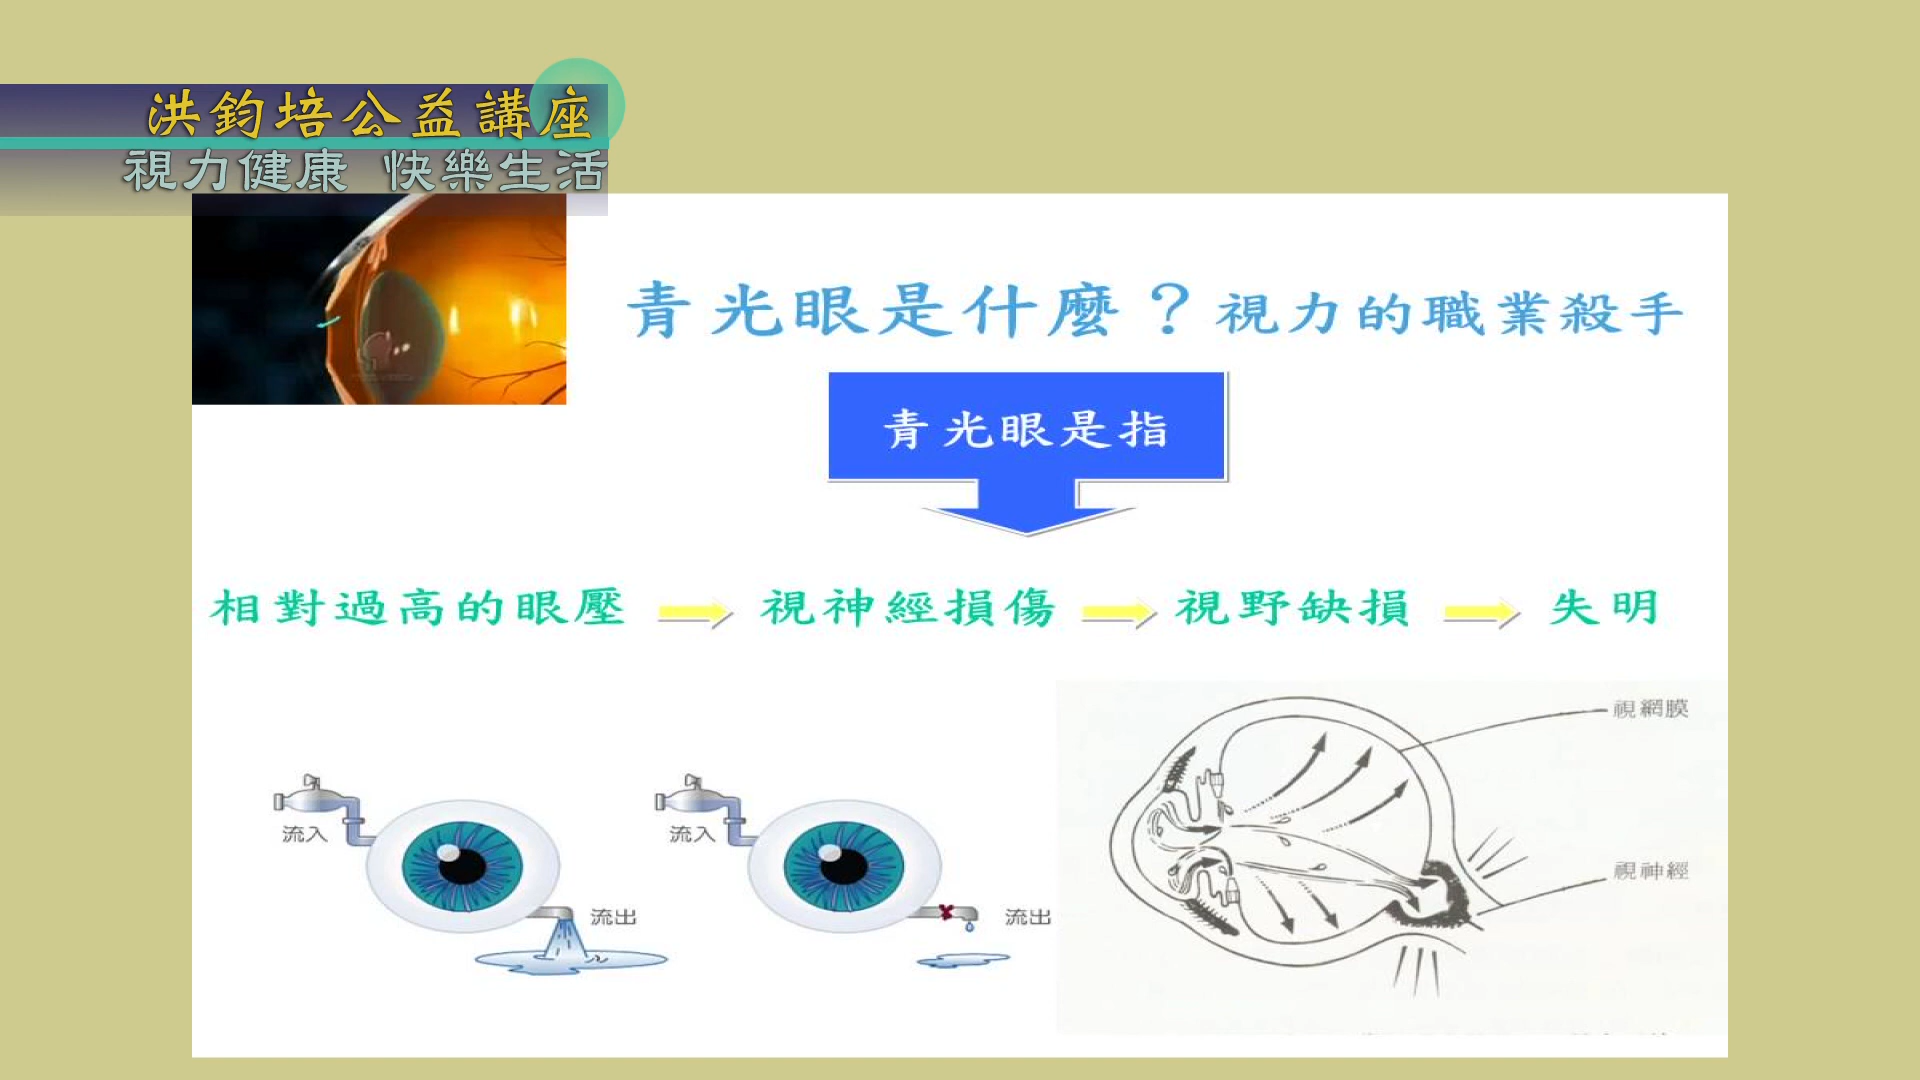 洪鈞培公益講座
視力健康 快樂生活
青光眼是什麼？視力的職業殺手
青光眼是指
相對過高的眼壓 視神經損傷 視野缺損 失明
視網膜
流入 流入
視神經
流出 流出